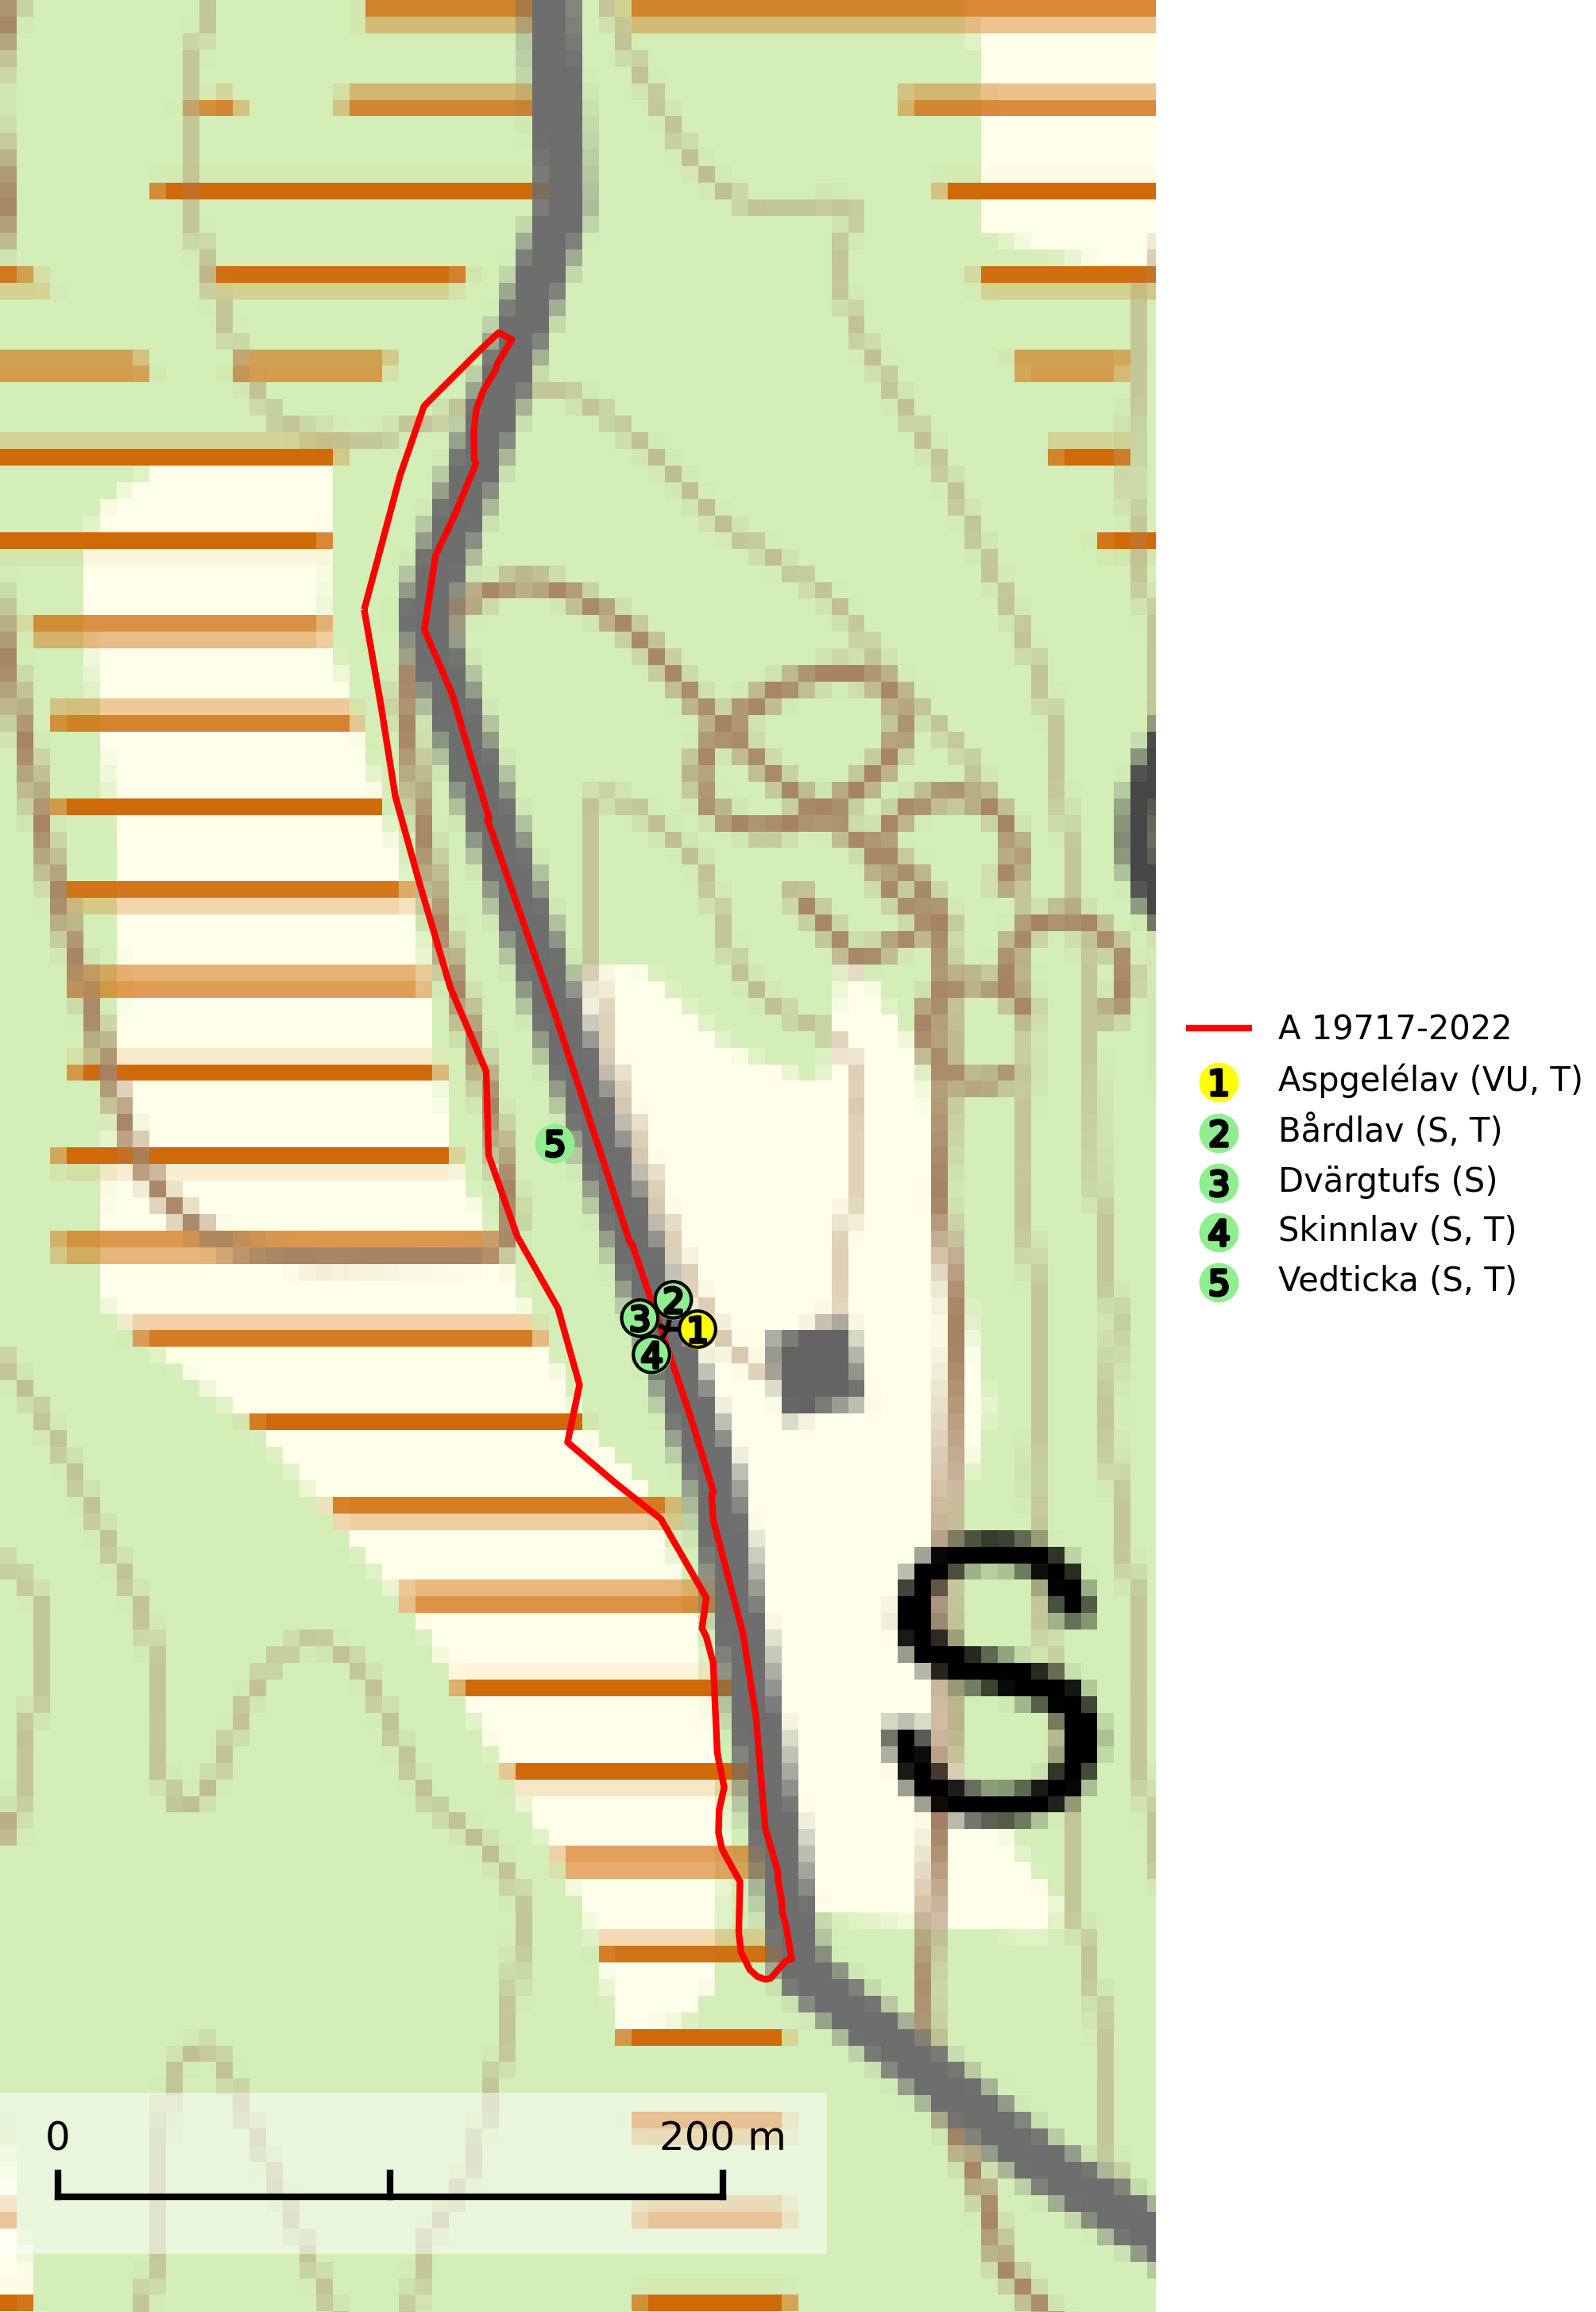 5
2
3
1
4
S
0
200 m
A 19717-2022
1 Aspgelélav (VU, T)
2 Bårdlav (S, T)
3 Dvärgtufs (S)
4 Skinnlav (S, T)
5 Vedticka (S, T)